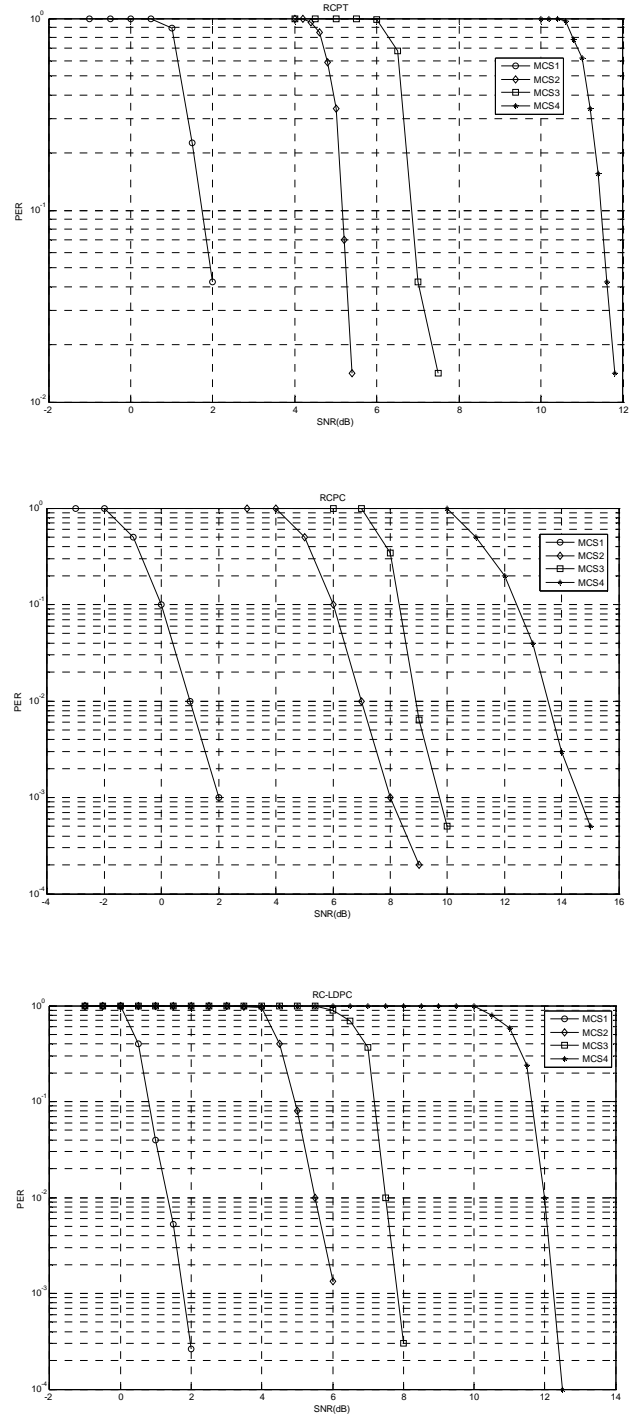 RCPT
10^0
MCS1
MCS2
MCS3
MCS4
PER
10^-1
10^-2
-2 0 2 4 6 8 10 12
SNR(dB)
RCPC
10^0
MCS1
MCS2
MCS3
MCS4
10^-1
PER
10^-2
10^-3
10^-4
-4 -2 0 2 4 6 8 10 12 14 16
SNR(dB)
RC-LDPC
10^0
MCS1
MCS2
MCS3
MCS4
10^-1
PER
10^-2
10^-3
10^-4
-2 0 2 4 6 8 10 12 14
SNR(dB)